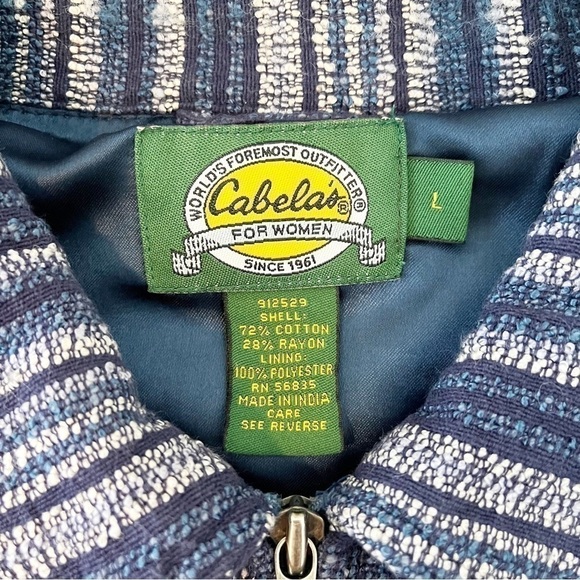 WORLD'S FOREMOST OUTFITTER®
Cabela's®
FOR WOMEN
SINCE 1961
L
912529
SHELL:
72% COTTON
28% RAYON
LINING:
100% POLYESTER
RN 56835
MADE IN INDIA
CARE
SEE REVERSE